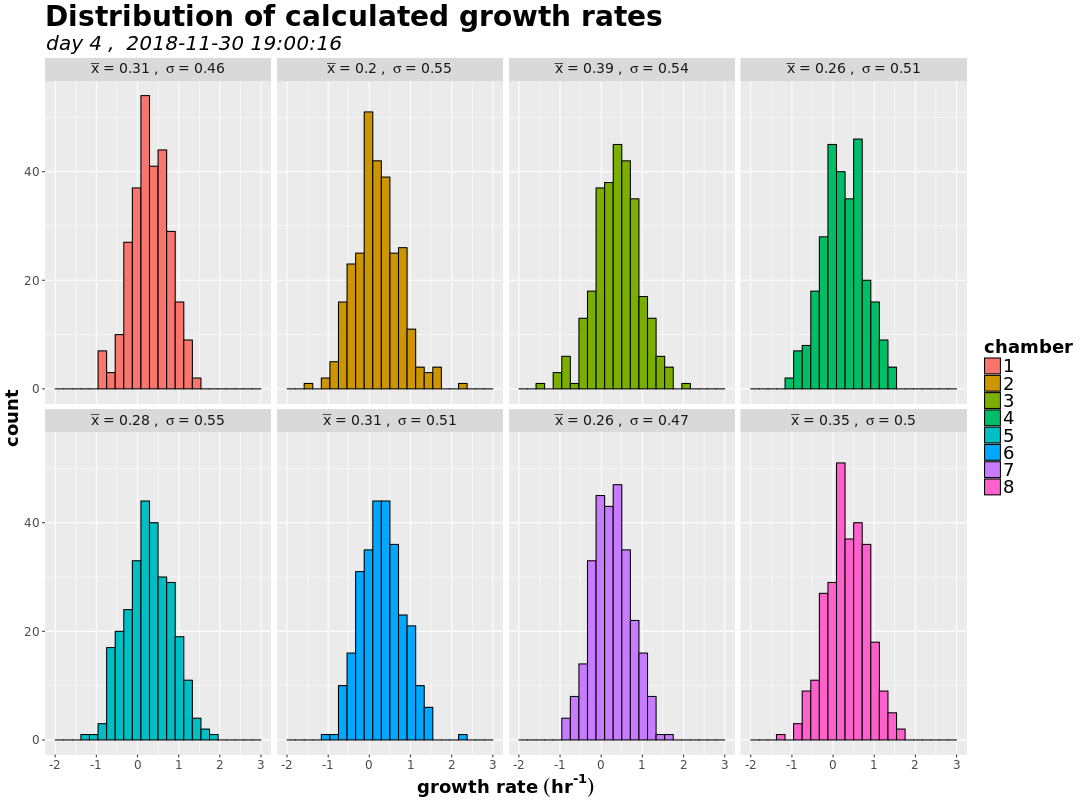 Distribution of calculated growth rates
day 4 ,  2018-11-30 19:00:16
x̅ = 0.31 ,  σ = 0.46
x̅ = 0.2 ,  σ = 0.55
x̅ = 0.39 ,  σ = 0.54
x̅ = 0.26 ,  σ = 0.51
40
20
0
x̅ = 0.28 ,  σ = 0.55
x̅ = 0.31 ,  σ = 0.51
x̅ = 0.26 ,  σ = 0.47
x̅ = 0.35 ,  σ = 0.5
40
20
0
-2 -1 0 1 2 3
-2 -1 0 1 2 3
-2 -1 0 1 2 3
-2 -1 0 1 2 3
growth rate (hr⁻¹)
count
chamber
1
2
3
4
5
6
7
8